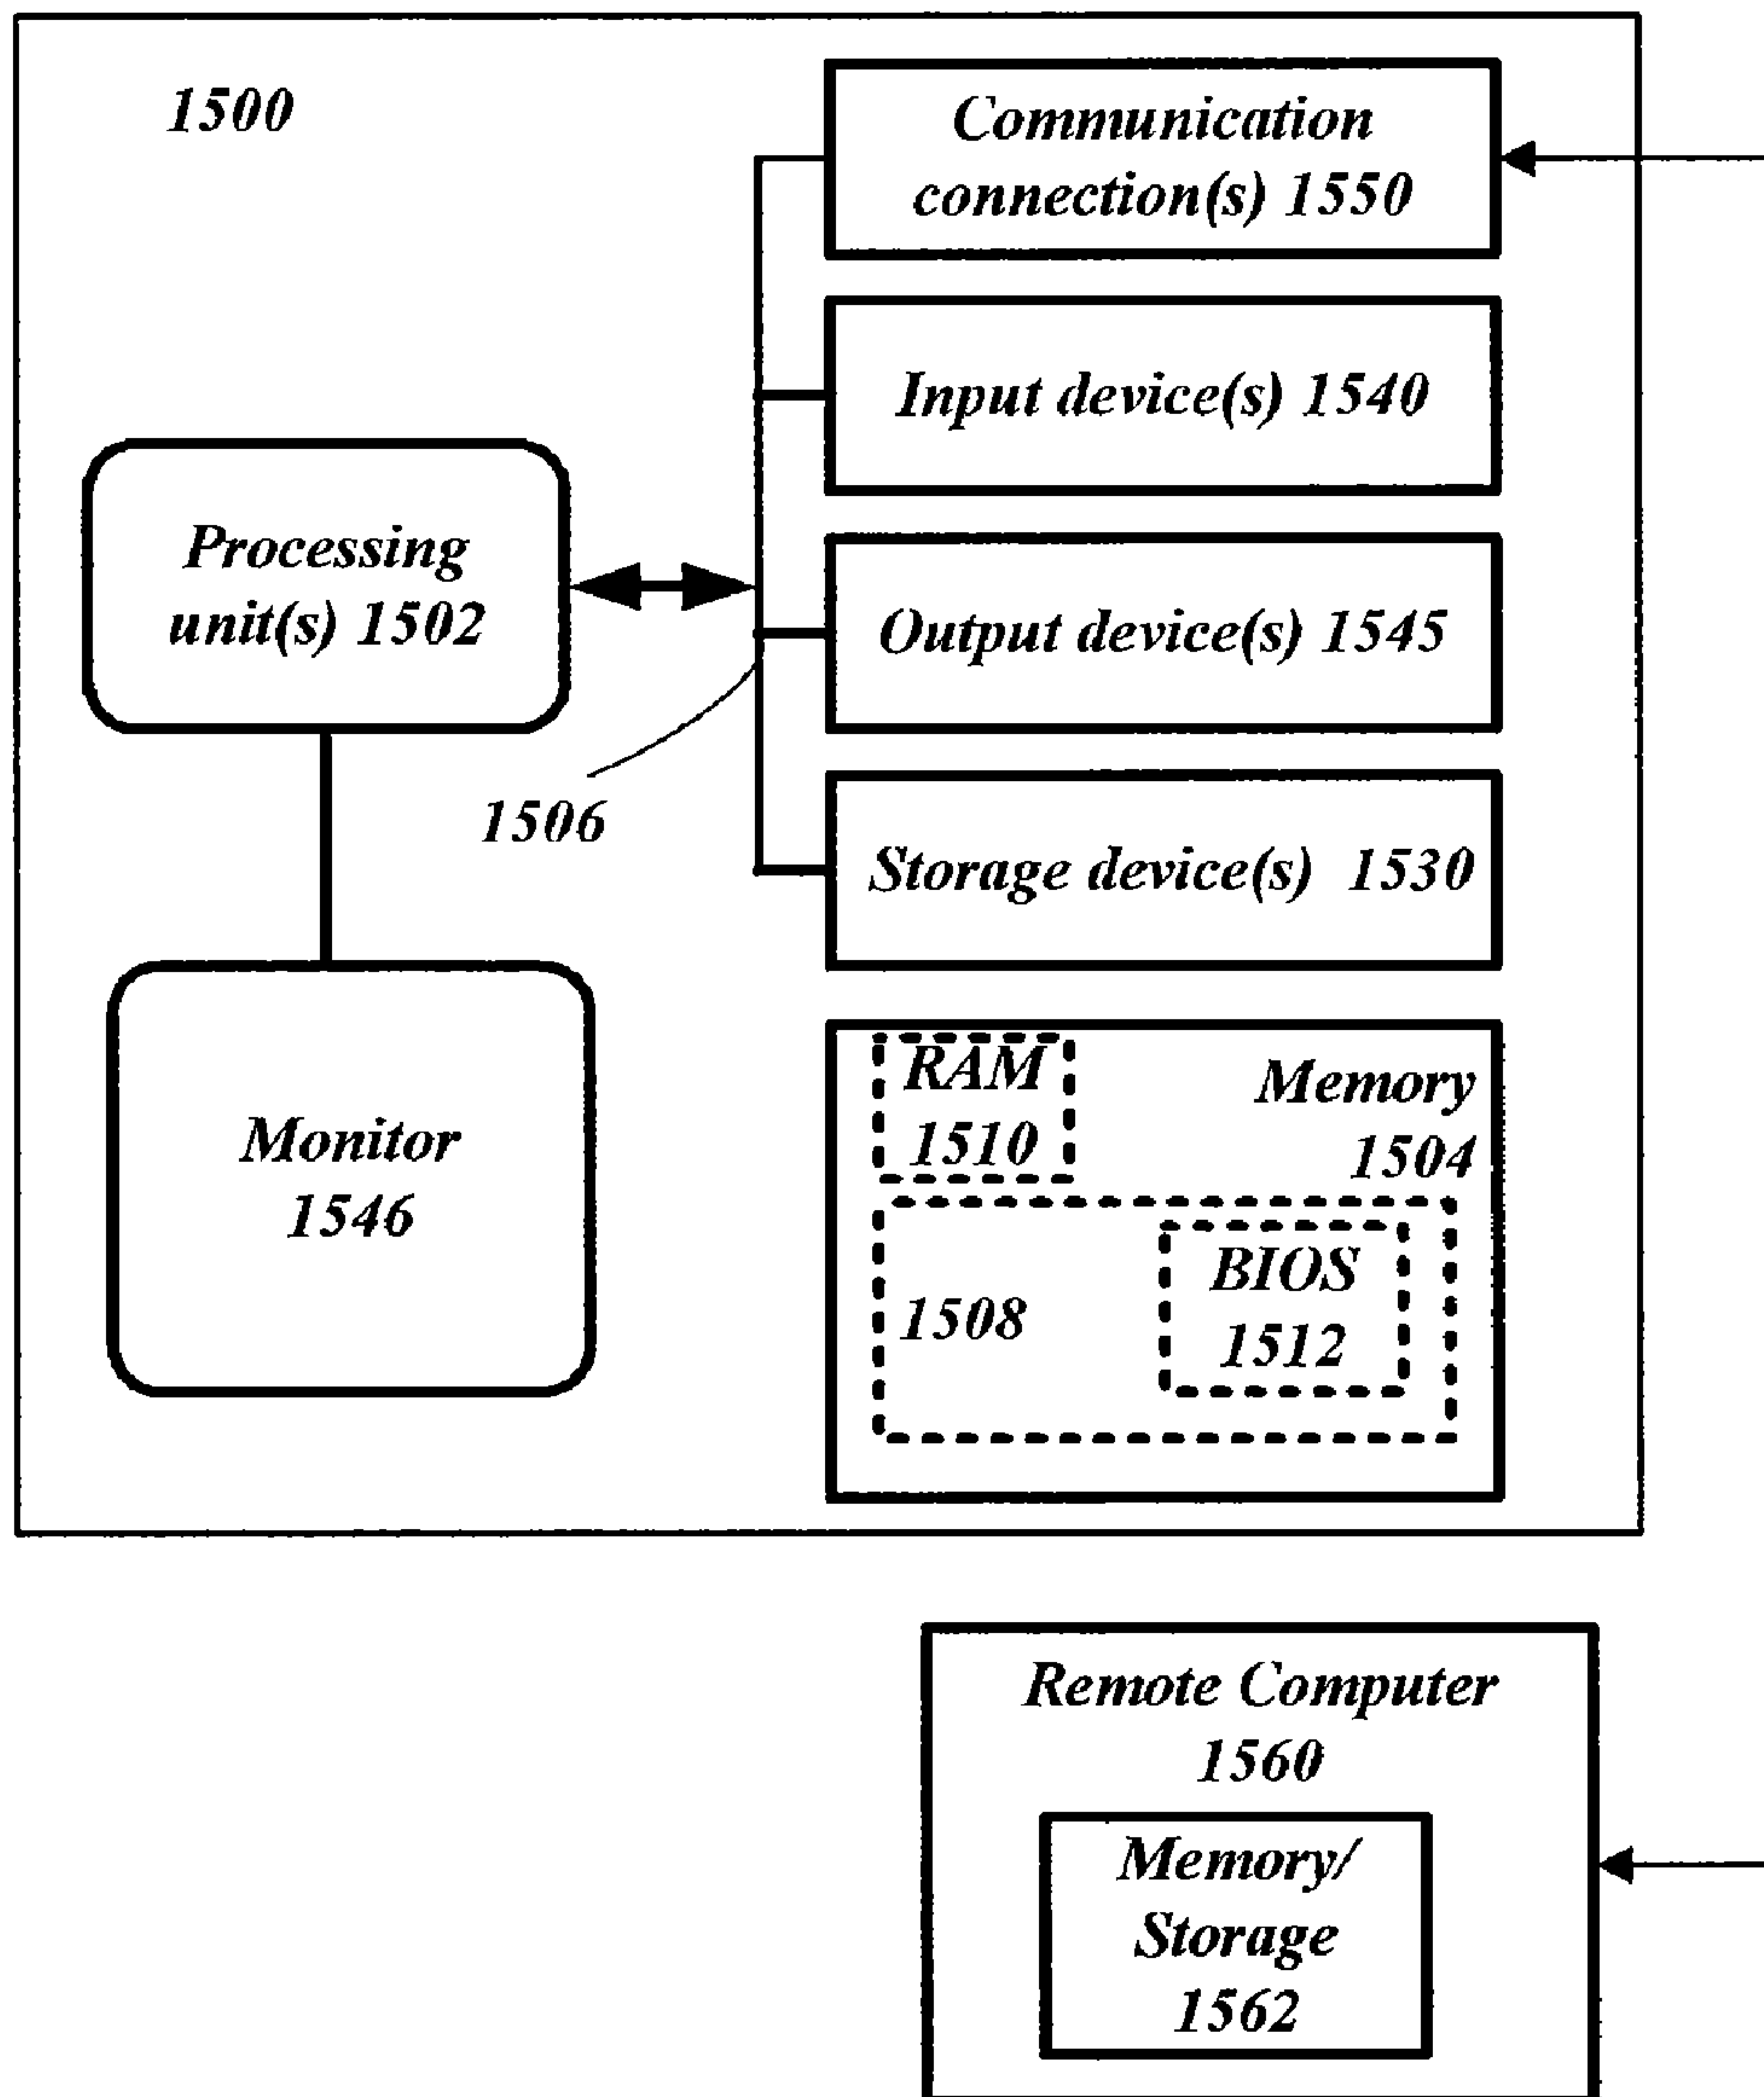 1500
Communication
connection(s) 1550
Input device(s) 1540
Processing
unit(s) 1502
Output device(s) 1545
1506
Storage device(s) 1530
Monitor
1546
RAM
1510
Memory
1504
1508
BIOS
1512
Remote Computer
1560
Memory/
Storage
1562